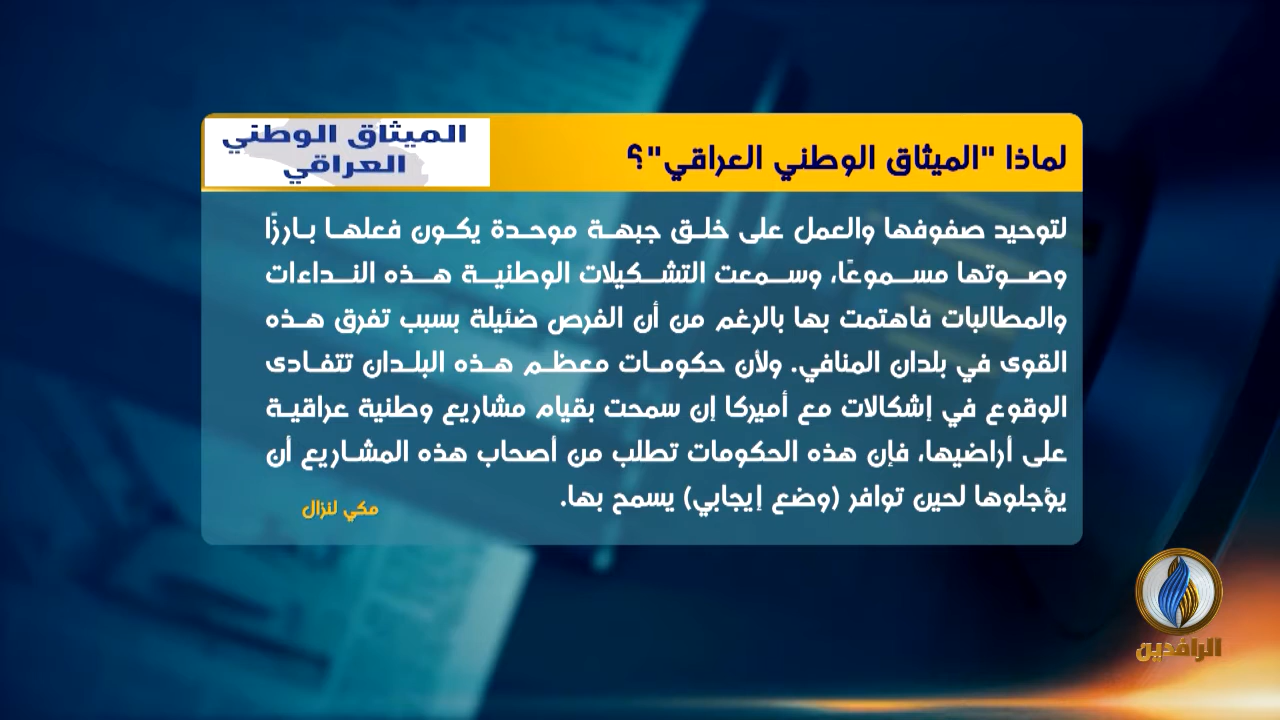 الميثاق الوطني
العراقي
لماذا "الميثاق الوطني العراقي"؟
لتوحيد صفوفها والعمل على خلق جبهة موحدة يكون فعلها بارزًا
وصوتها مسموعًا، وسمعت التشكيلات الوطنية هذه النداءات
والمطالبات فاهتمت بها بالرغم من أن الفرص ضئيلة بسبب تفرق هذه
القوى في بلدان المنافي. ولأن حكومات معظم هذه البلدان تتفادى
الوقوع في إشكالات مع أميركا إن سمحت بقيام مشاريع وطنية عراقية
على أراضيها، فإن هذه الحكومات تطلب من أصحاب هذه المشاريع أن
يؤجلوها لحين توافر (وضع إيجابي) يسمح بها.
مكي لنزال
الرافدين